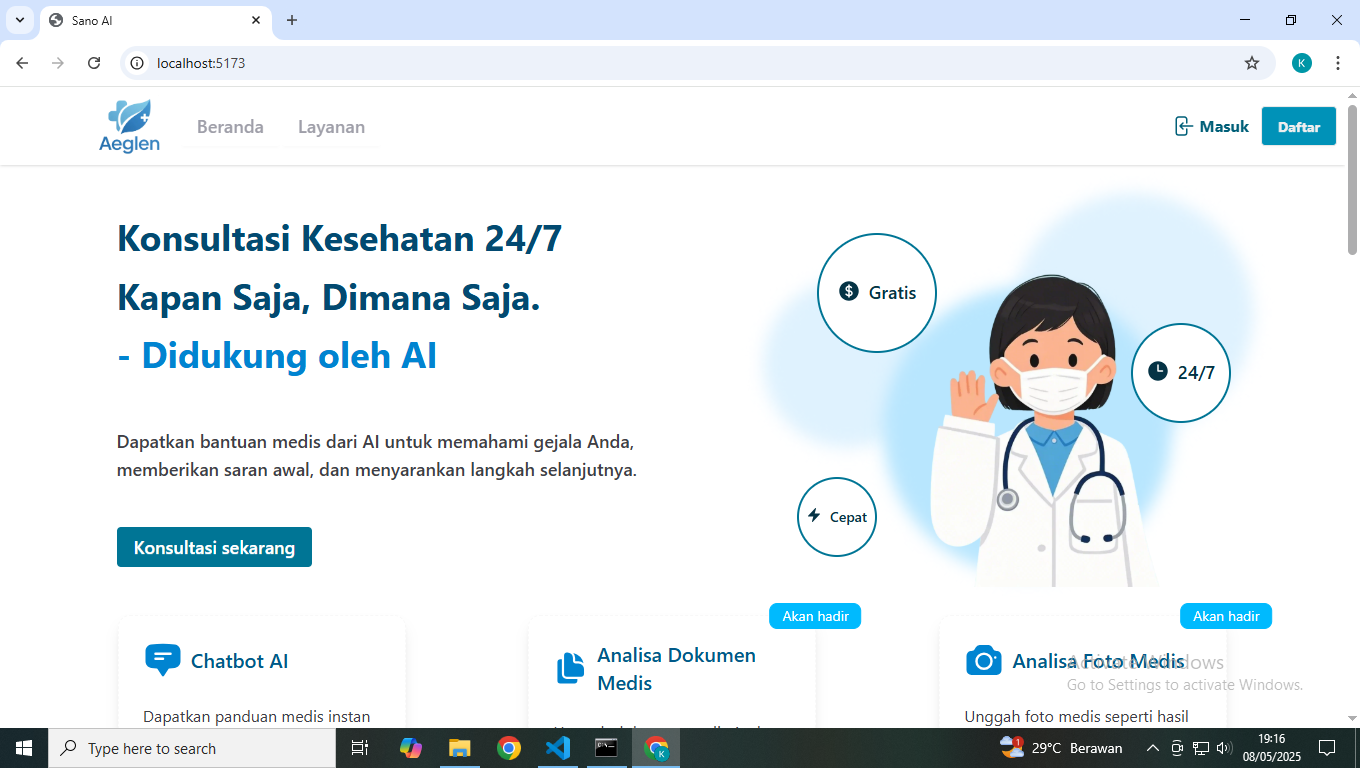 Sano AI
localhost:5173
K
Aeglen
Beranda
Layanan
Masuk
Daftar
Konsultasi Kesehatan 24/7
Kapan Saja, Dimana Saja.
- Didukung oleh AI
Dapatkan bantuan medis dari AI untuk memahami gejala Anda,
memberikan saran awal, dan menyarankan langkah selanjutnya.
Konsultasi sekarang
Gratis
24/7
Cepat
Chatbot AI
Dapatkan panduan medis instan
Akan hadir
Analisa Dokumen
Medis
Akan hadir
Analisa Foto Medis
Unggah foto medis seperti hasil
Activate Windows
Go to Settings to activate Windows.
Type here to search
K
1
29°C Berawan
19:16
08/05/2025